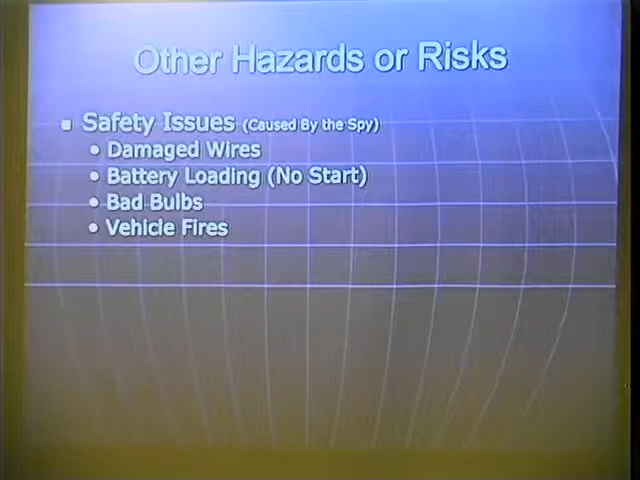 Other Hazards or Risks
Safety Issues (Caused By the Spy)
Damaged Wires
Battery Loading (No Start)
Bad Bulbs
Vehicle Fires